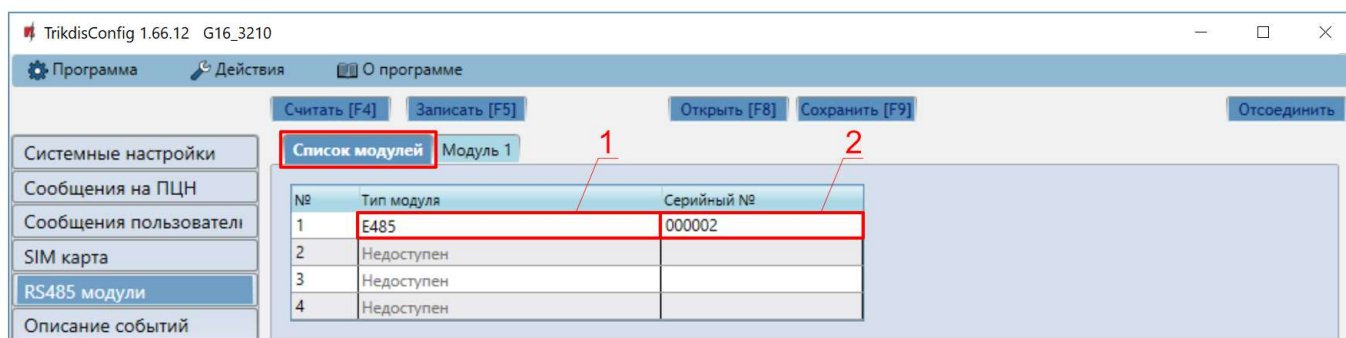 TrikdisConfig 1.66.12 G16_3210
Программа Действия О программе
Считать [F4] Записать [F5] Открыть [F8] Сохранить [F9] Отсоединить
Список модулей Модуль 1 1 2
Системные настройки
Сообщения на ПЦН
Сообщения пользовател
SIM карта
RS485 модули
Описание событий
№ Тип модуля Серийный №
1 E485 000002
2 Недоступен
3 Недоступен
4 Недоступен